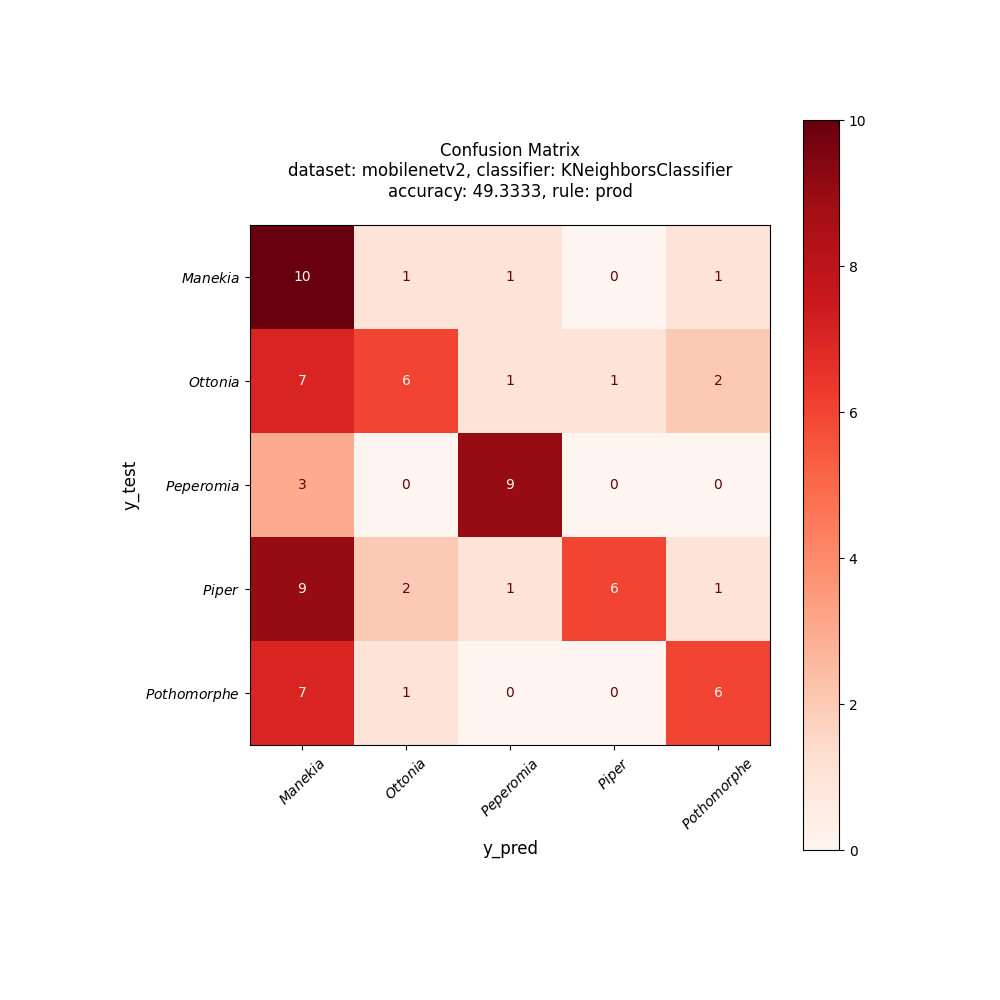 Confusion Matrix
dataset: mobilenetv2, classifier: KNeighborsClassifier
accuracy: 49.3333, rule: prod
10
8
6
4
2
0
y_test
Manekia 10 1 1 0 1
Ottonia 7 6 1 1 2
Peperomia 3 0 9 0 0
Piper 9 2 1 6 1
Pothomorphe 7 1 0 0 6
Manekia Ottonia Peperomia Piper Pothomorphe
y_pred